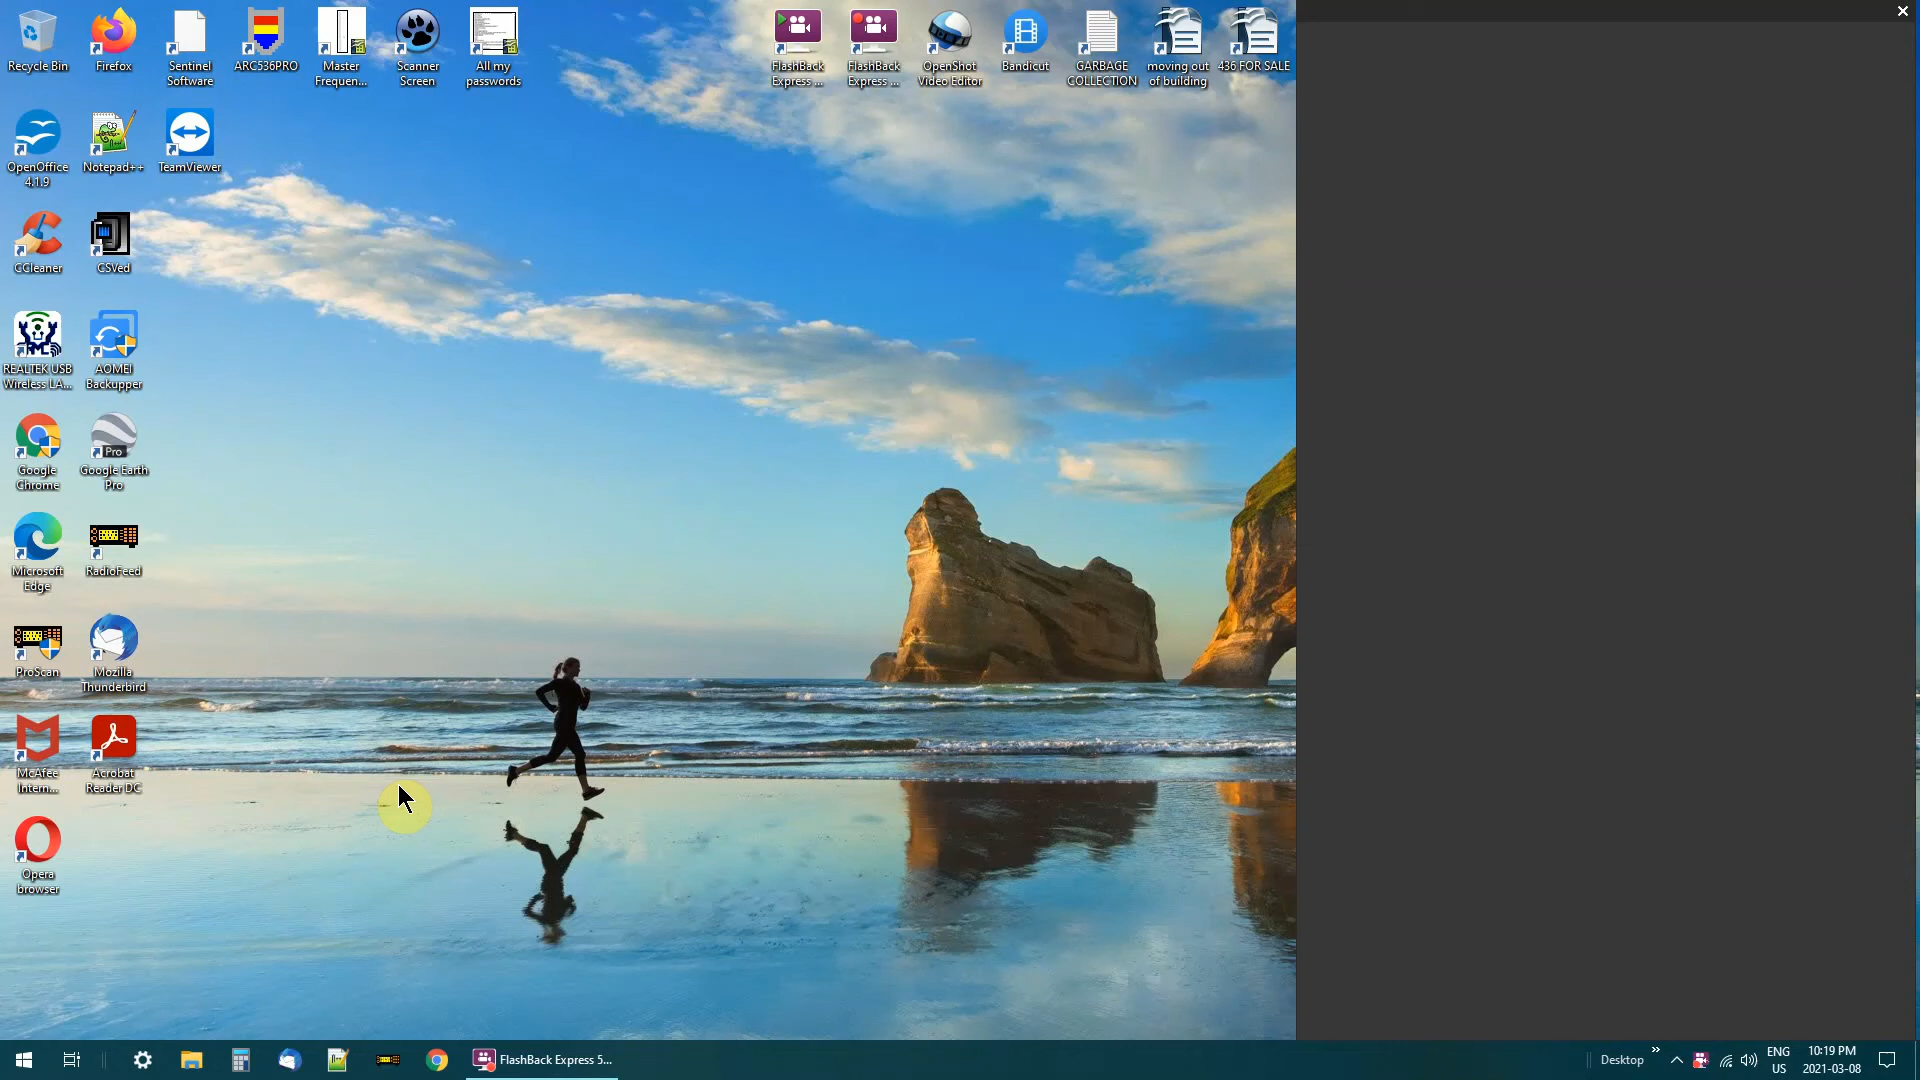 Recycle Bin
Firefox
Sentinel
Software
ARC536PRO
Master
Frequen...
Scanner
Screen
All my
passwords
FlashBack
Express ...
FlashBack
Express ...
OpenShot
Video Editor
Bandicut
GARBAGE
COLLECTION
moving out
of building
436 FOR SALE
OpenOffice
4.1.9
Notepad++
TeamViewer
CCleaner
CSVed
REALTEK USB
Wireless LA...
AOMEI
Backupper
Google
Chrome
Pro
Google Earth
Pro
Microsoft
Edge
RadioFeed
ProScan
Mozilla
Thunderbird
McAfee
Intern...
Acrobat
Reader DC
Opera
browser
FlashBack Express 5...
Desktop
ENG
US
10:19 PM
2021-03-08